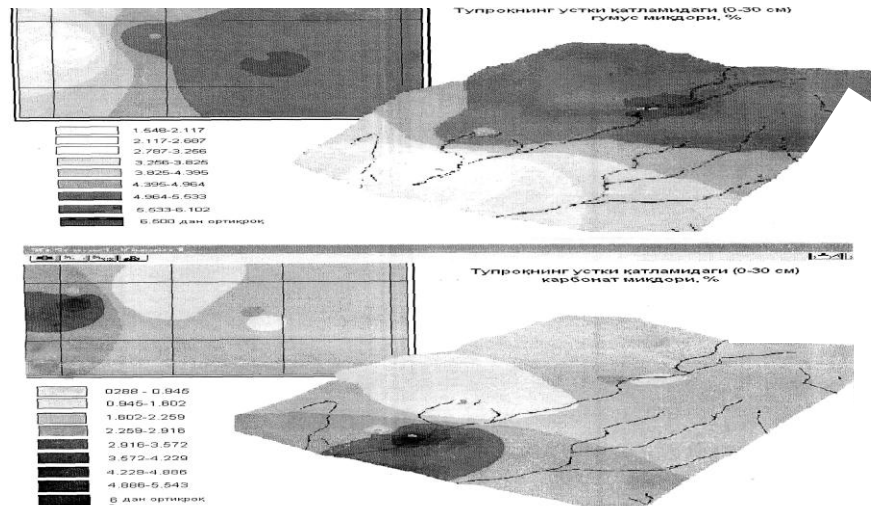 Тупроқнинг устки қатламидаги (0-30 см)
гумус миқдори, %
1.548-2.117
2.117-2.687
2.787-3.256
3.256-3.825
3.825-4.395
4.395-4.964
4.964-5.533
5.533-6.102
6.500 дан ортиқроқ
Тупроқнинг устки қатламидаги (0-30 см)
карбонат миқдори, %
0288 - 0.945
0.945-1.602
1.602-2.259
2.259-2.916
2.916-3.572
3.572-4.229
4.229-4.886
4.886-5.543
6 дан ортиқроқ